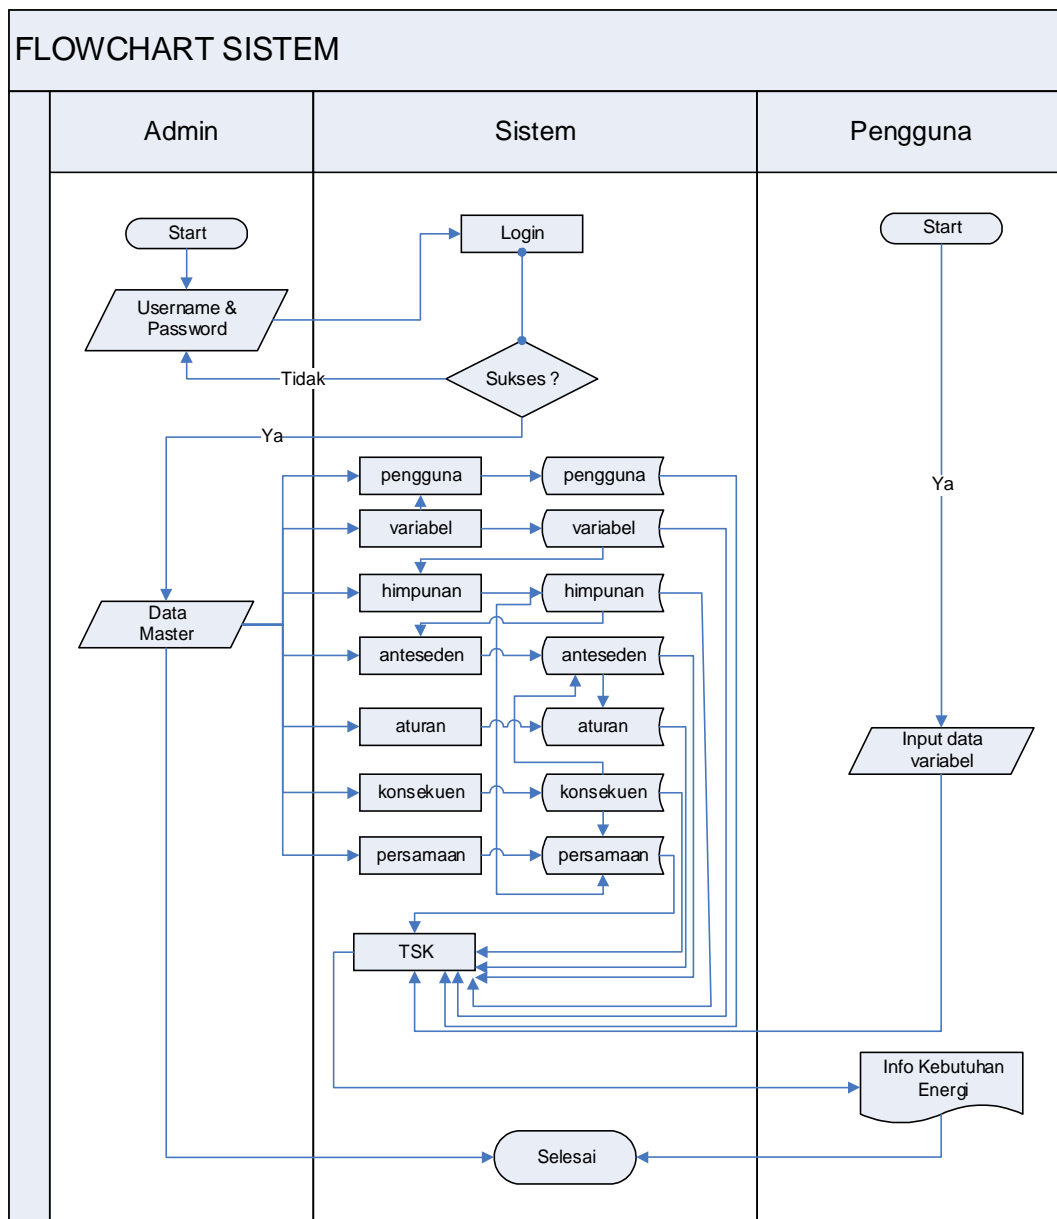 FLOWCHART SISTEM
Admin
Sistem
Pengguna
Start
Login
Start
Username &
Password
Sukses ?
Tidak
Ya
pengguna
pengguna
Ya
variabel
variabel
himpunan
himpunan
Data
Master
anteseden
anteseden
aturan
aturan
Input data
variabel
konsekuen
konsekuen
persamaan
persamaan
TSK
Info Kebutuhan
Energi
Selesai